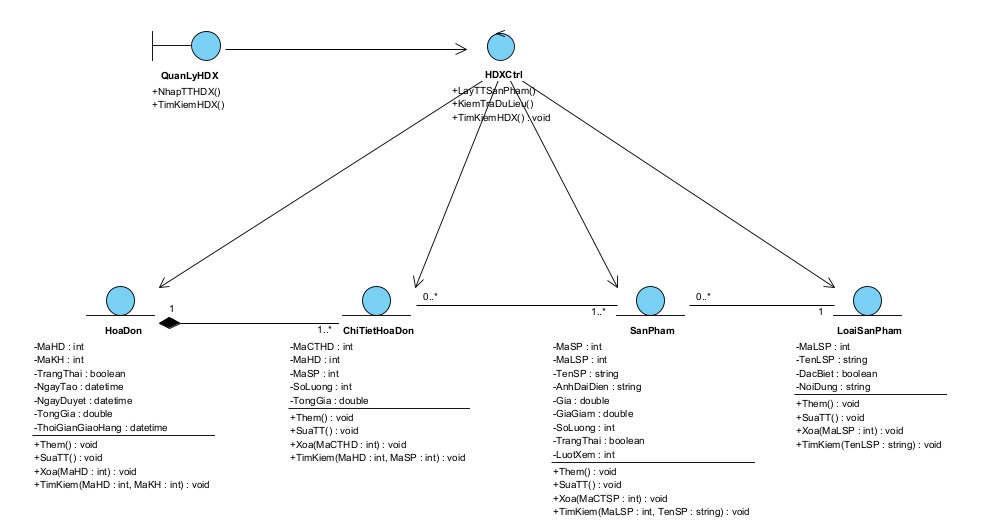 QuanLyHDX
+NhapTTHDX()
+TimKiemHDX()
HDXCtrl
+LayTTSanPham()
+KiemTraDuLieu()
+TimKiemHDX() : void
1
1..*
0..*
1..*
0..*
1
HoaDon
-MaHD : int
-MaKH : int
-TrangThai : boolean
-NgayTao : datetime
-NgayDuyet : datetime
-TongGia : double
-ThoiGianGiaoHang : datetime
+Them() : void
+SuaTT() : void
+Xoa(MaHD : int) : void
+TimKiem(MaHD : int, MaKH : int) : void
ChiTietHoaDon
-MaCTHD : int
-MaHD : int
-MaSP : int
-SoLuong : int
-TongGia : double
+Them() : void
+SuaTT() : void
+Xoa(MaCTHD : int) : void
+TimKiem(MaHD : int, MaSP : int) : void
SanPham
-MaSP : int
-MaLSP : int
-TenSP : string
-AnhDaiDien : string
-Gia : double
-GiaGiam : double
-SoLuong : int
-TrangThai : boolean
-LuotXem : int
+Them() : void
+SuaTT() : void
+Xoa(MaCTSP : int) : void
+TimKiem(MaLSP : int, TenSP : string) : void
LoaiSanPham
-MaLSP : int
-TenLSP : string
-DacBiet : boolean
-NoiDung : string
+Them() : void
+SuaTT() : void
+Xoa(MaLSP : int) : void
+TimKiem(TenLSP : string) : void